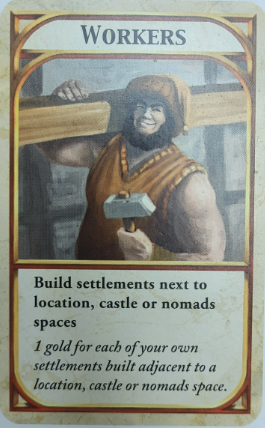 WORKERS
Build settlements next to
location, castle or nomads
spaces
1 gold for each of your own
settlements built adjacent to a
location, castle or nomads space.